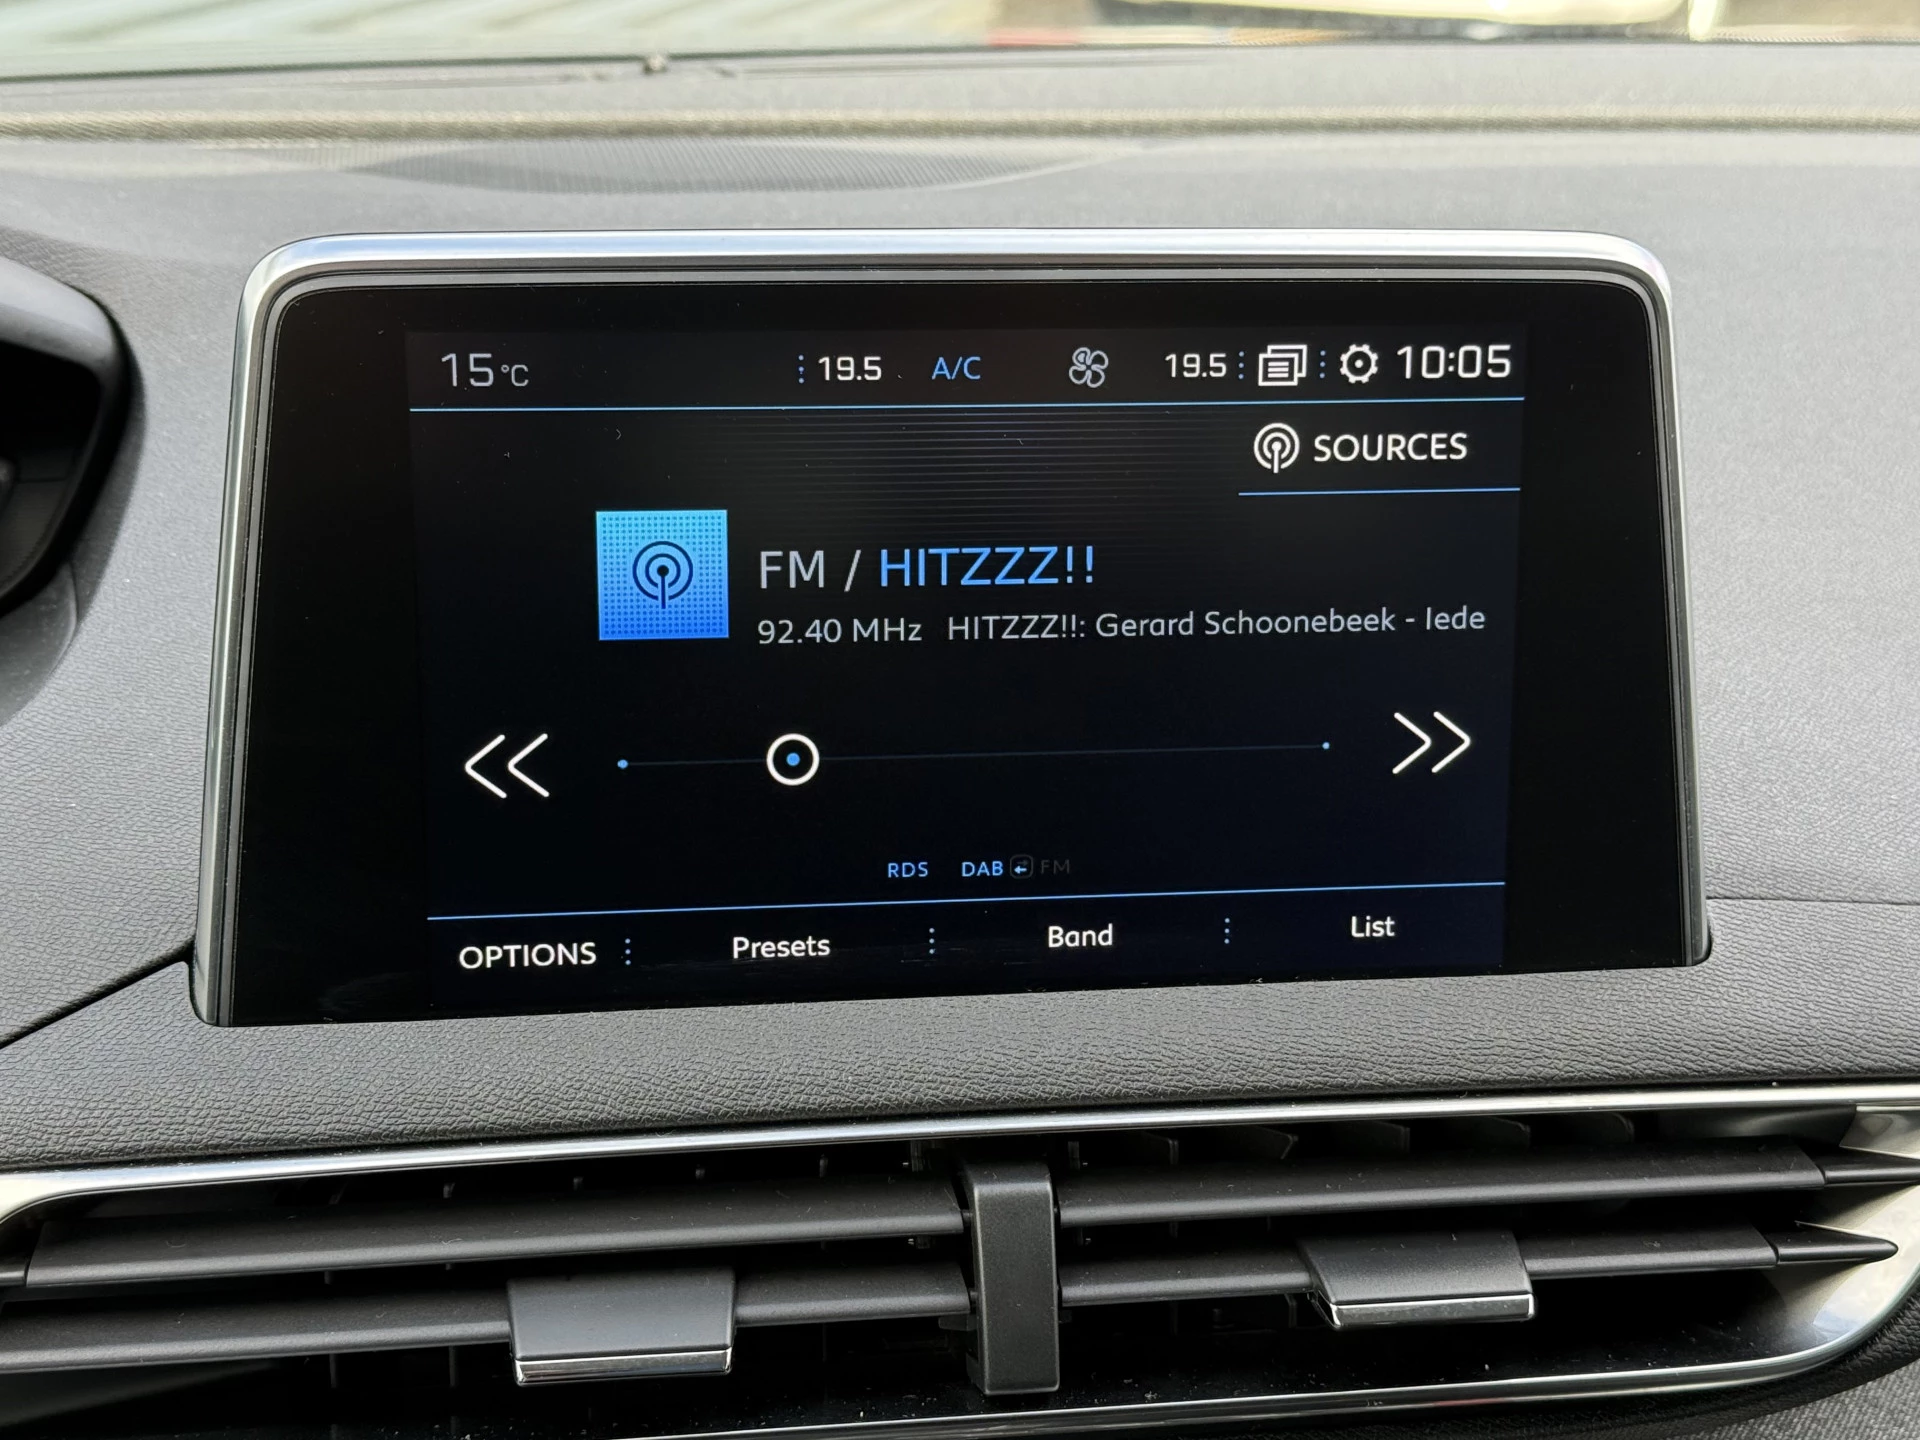 15°C 19.5 A/C 19.5 10:05
SOURCES
FM / HITZZZ!!
92.40 MHz HITZZZ!!: Gerard Schoonebeek - Iede
RDS DAB FM
OPTIONS Presets Band List